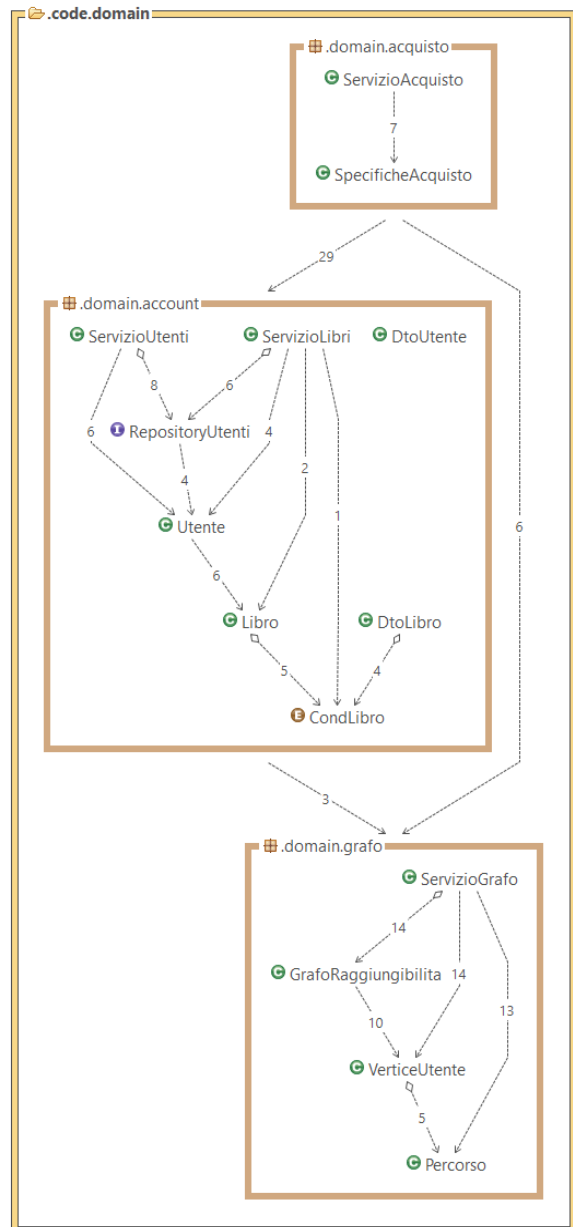 .code.domain
.domain.acquisto
ServizioAcquisto
7
SpecificheAcquisto
29
.domain.account
ServizioUtenti
ServizioLibri
DtoUtente
8
6
6
RepositoryUtenti
4
4
2
1
6
Utente
6
Libro
DtoLibro
5
4
CondLibro
3
.domain.grafo
ServizioGrafo
14
GrafoRaggiungibilita
14
10
13
VerticeUtente
5
Percorso